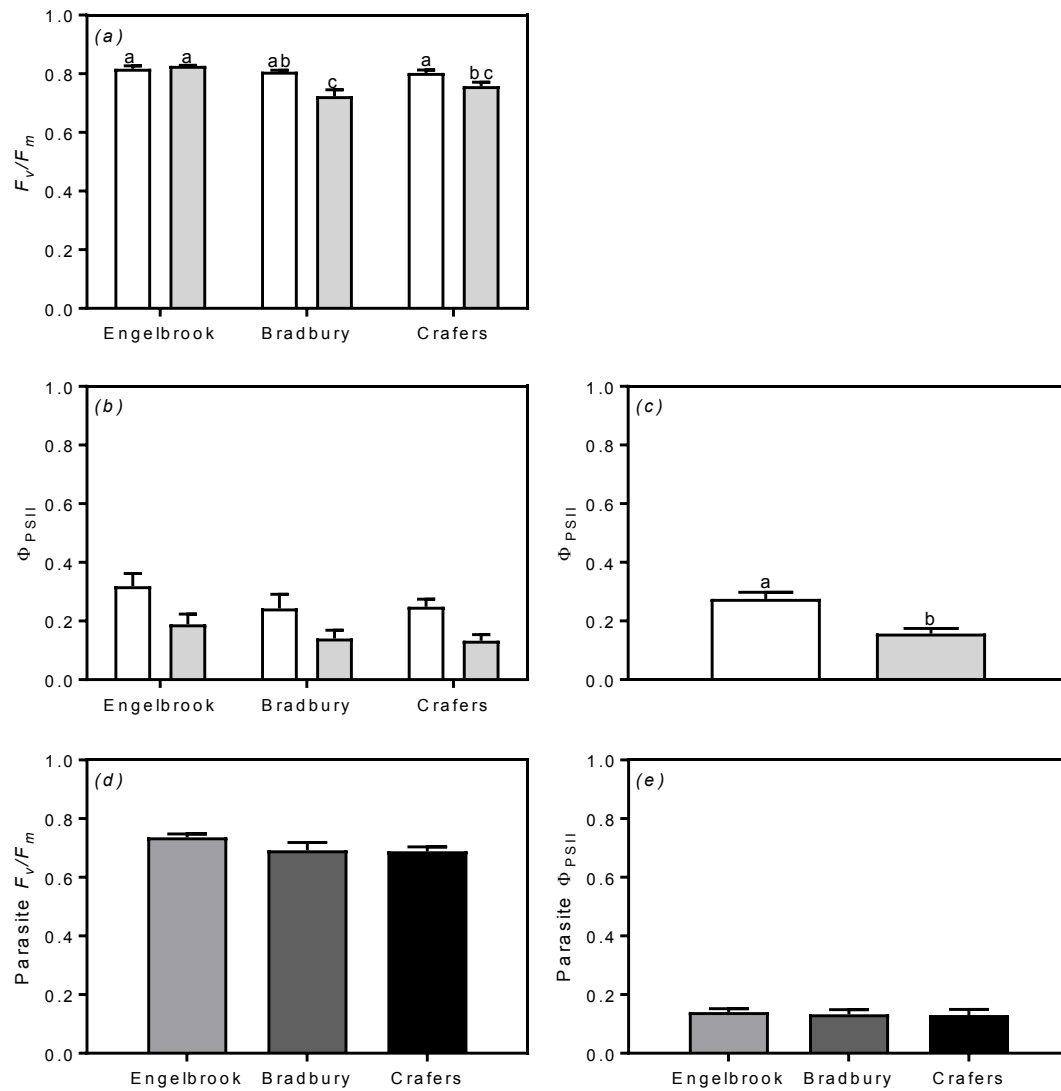 (a)
a a ab c a bc
1.0
0.8
0.6
0.4
0.2
0.0
Fv/Fm
Engelbrook Bradbury Crafers
(b)
1.0
0.8
0.6
0.4
0.2
0.0
ΦPSII
Engelbrook Bradbury Crafers
(c)
a
b
1.0
0.8
0.6
0.4
0.2
0.0
ΦPSII
(d)
1.0
0.8
0.6
0.4
0.2
0.0
Parasite Fv/Fm
Engelbrook Bradbury Crafers
(e)
1.0
0.8
0.6
0.4
0.2
0.0
Parasite ΦPSII
Engelbrook Bradbury Crafers